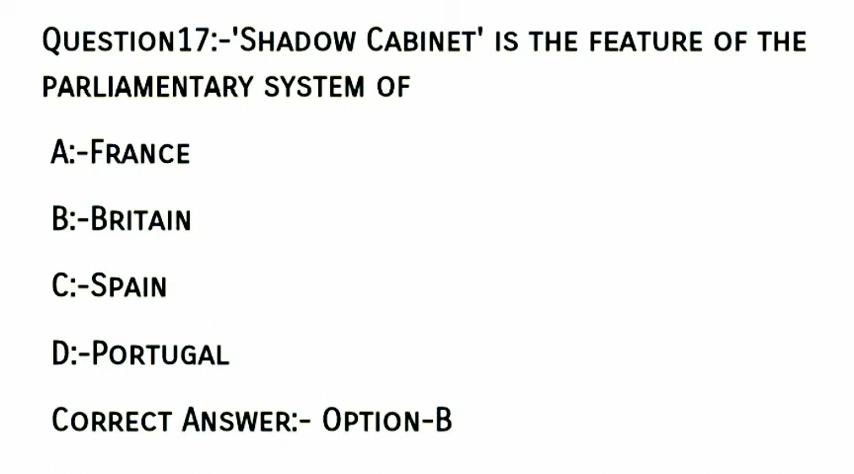 Question17:-'Shadow Cabinet' is the feature of the
parliamentary system of
A:-France
B:-Britain
C:-Spain
D:-Portugal
Correct Answer:- Option-B